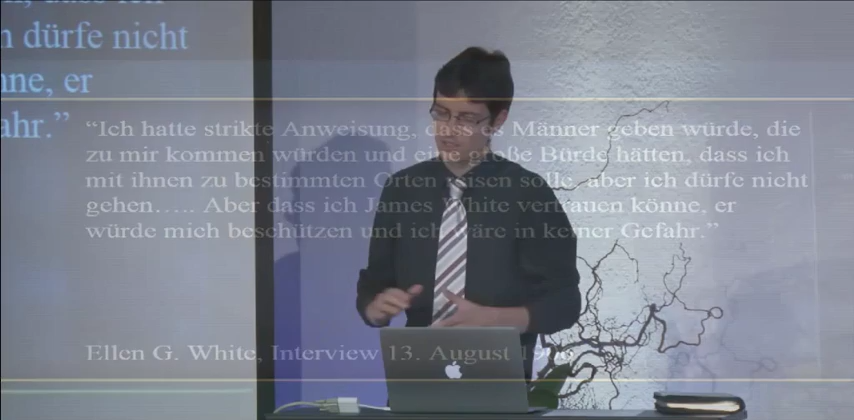 dass ich
dürfe nicht
er
“Ich hatte strikte Anweisung, dass es Männer geben würde, die
zu mir kommen würden und eine große Bürde hätten, dass ich
mit ihnen zu bestimmten Orten reisen solle, aber ich dürfe nicht
gehen….. Aber dass ich James White vertrauen könne, er
würde mich beschützen und ich wäre in keiner Gefahr.”
Ellen G. White, Interview 13. August